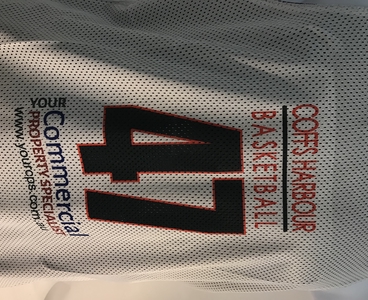 COFFS HARBOUR
BASKETBALL
47
YOUR
Commercial
PROPERTY SPECIALIST
www.yourcps.com.au